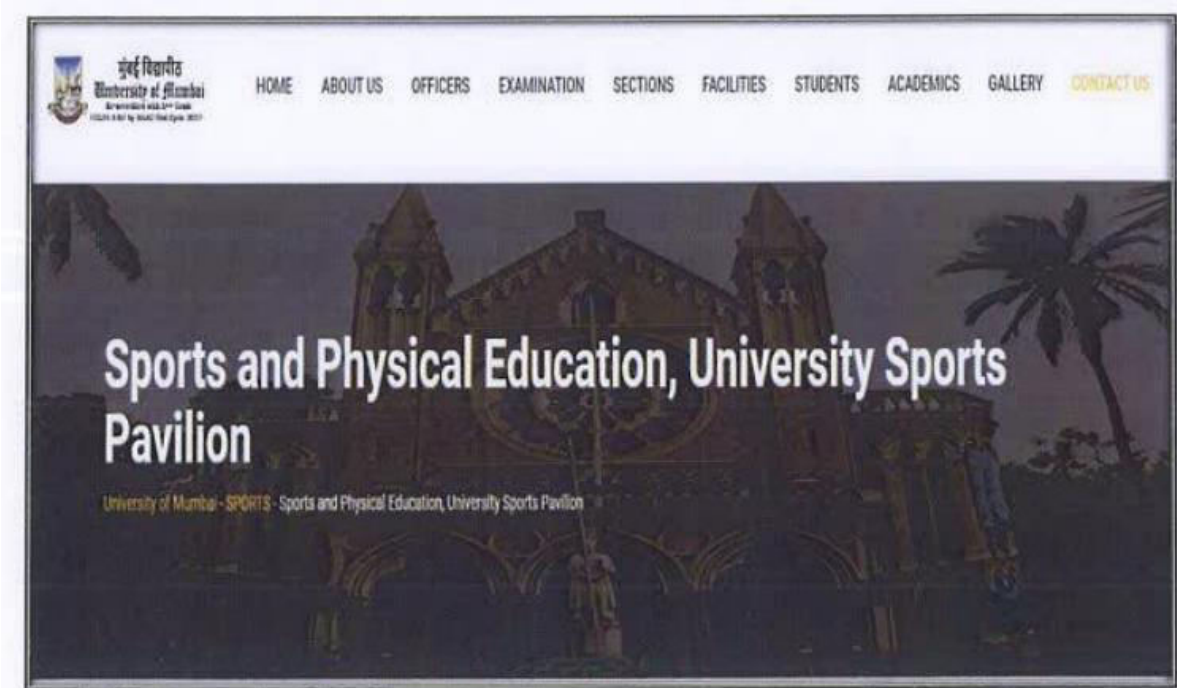 मुंबई विद्यापीठ
University of Mumbai
HOME ABOUT US OFFICERS EXAMINATION SECTIONS FACILITIES STUDENTS ACADEMICS GALLERY CONTACT US
Sports and Physical Education, University Sports
Pavilion
University of Mumbai - SPORTS - Sports and Physical Education, University Sports Pavilion